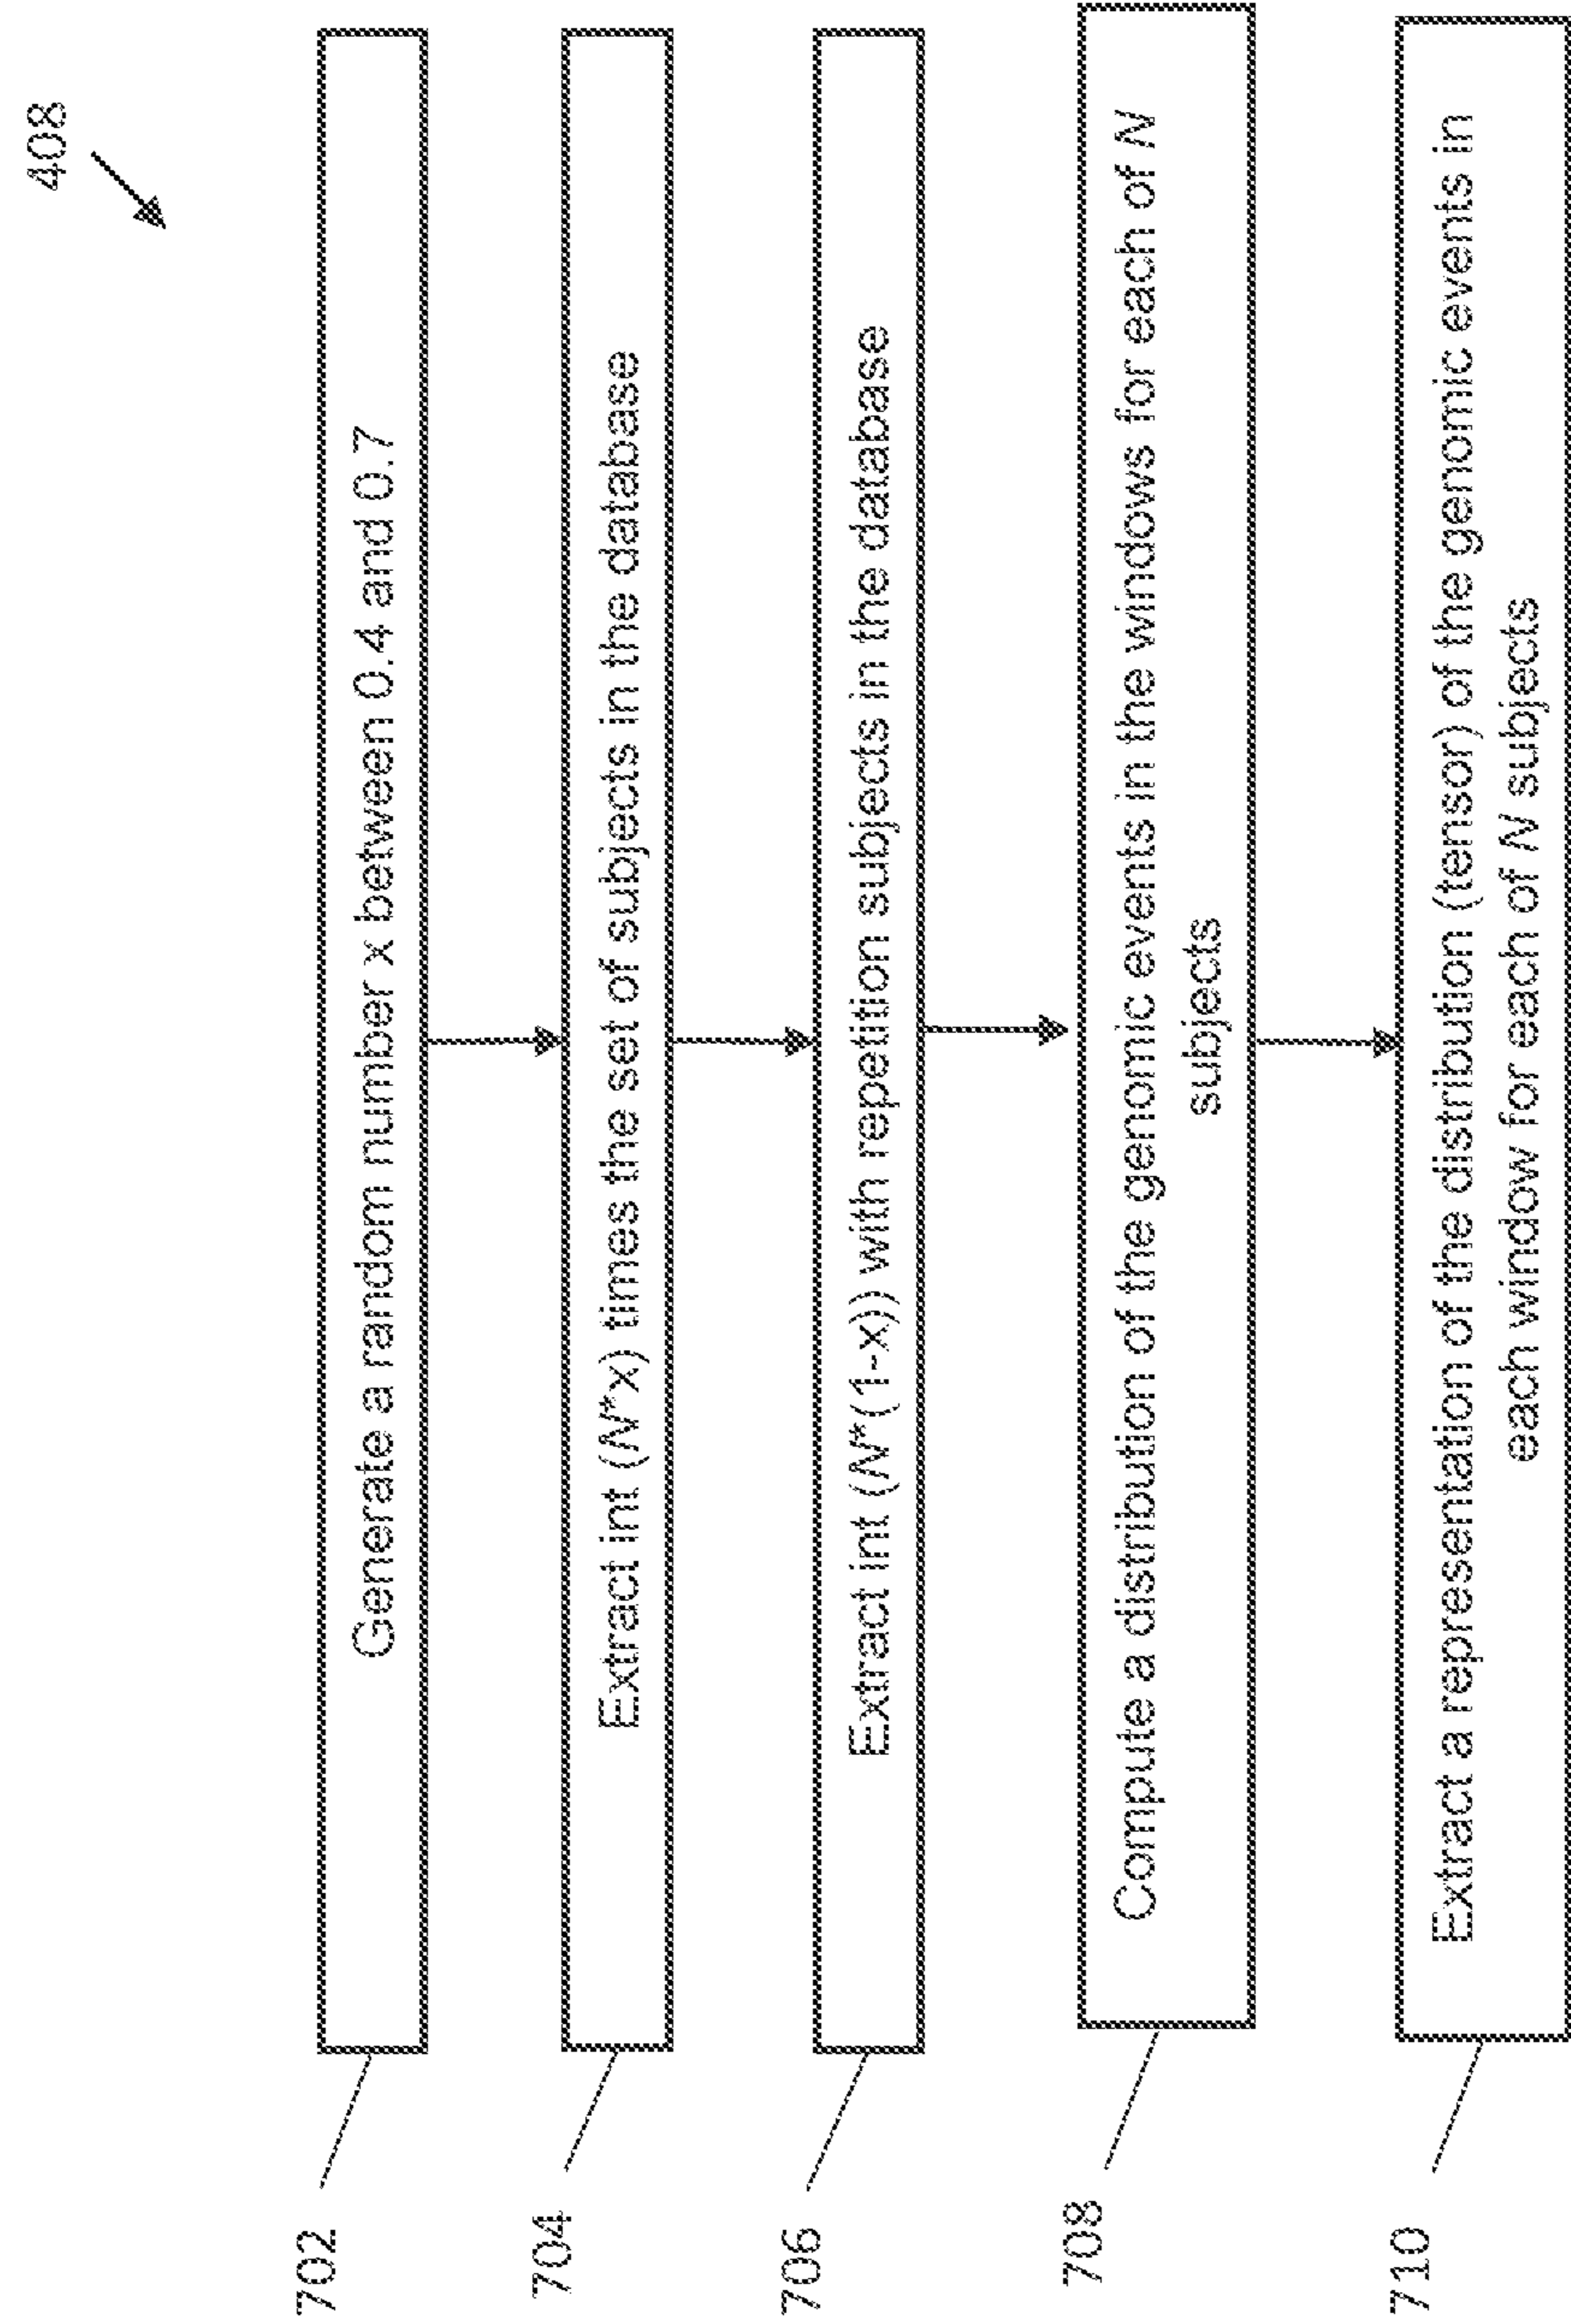 408
702
Generate a random number x between 0.4 and 0.7
704
Extract int (N*x) times the set of subjects in the database
706
Extract int (N*(1-x)) with repetition subjects in the database
708
Compute a distribution of the genomic events in the windows for each of N
subjects
710
Extract a representation of the distribution (tensor) of the genomic events in
each window for each of N subjects